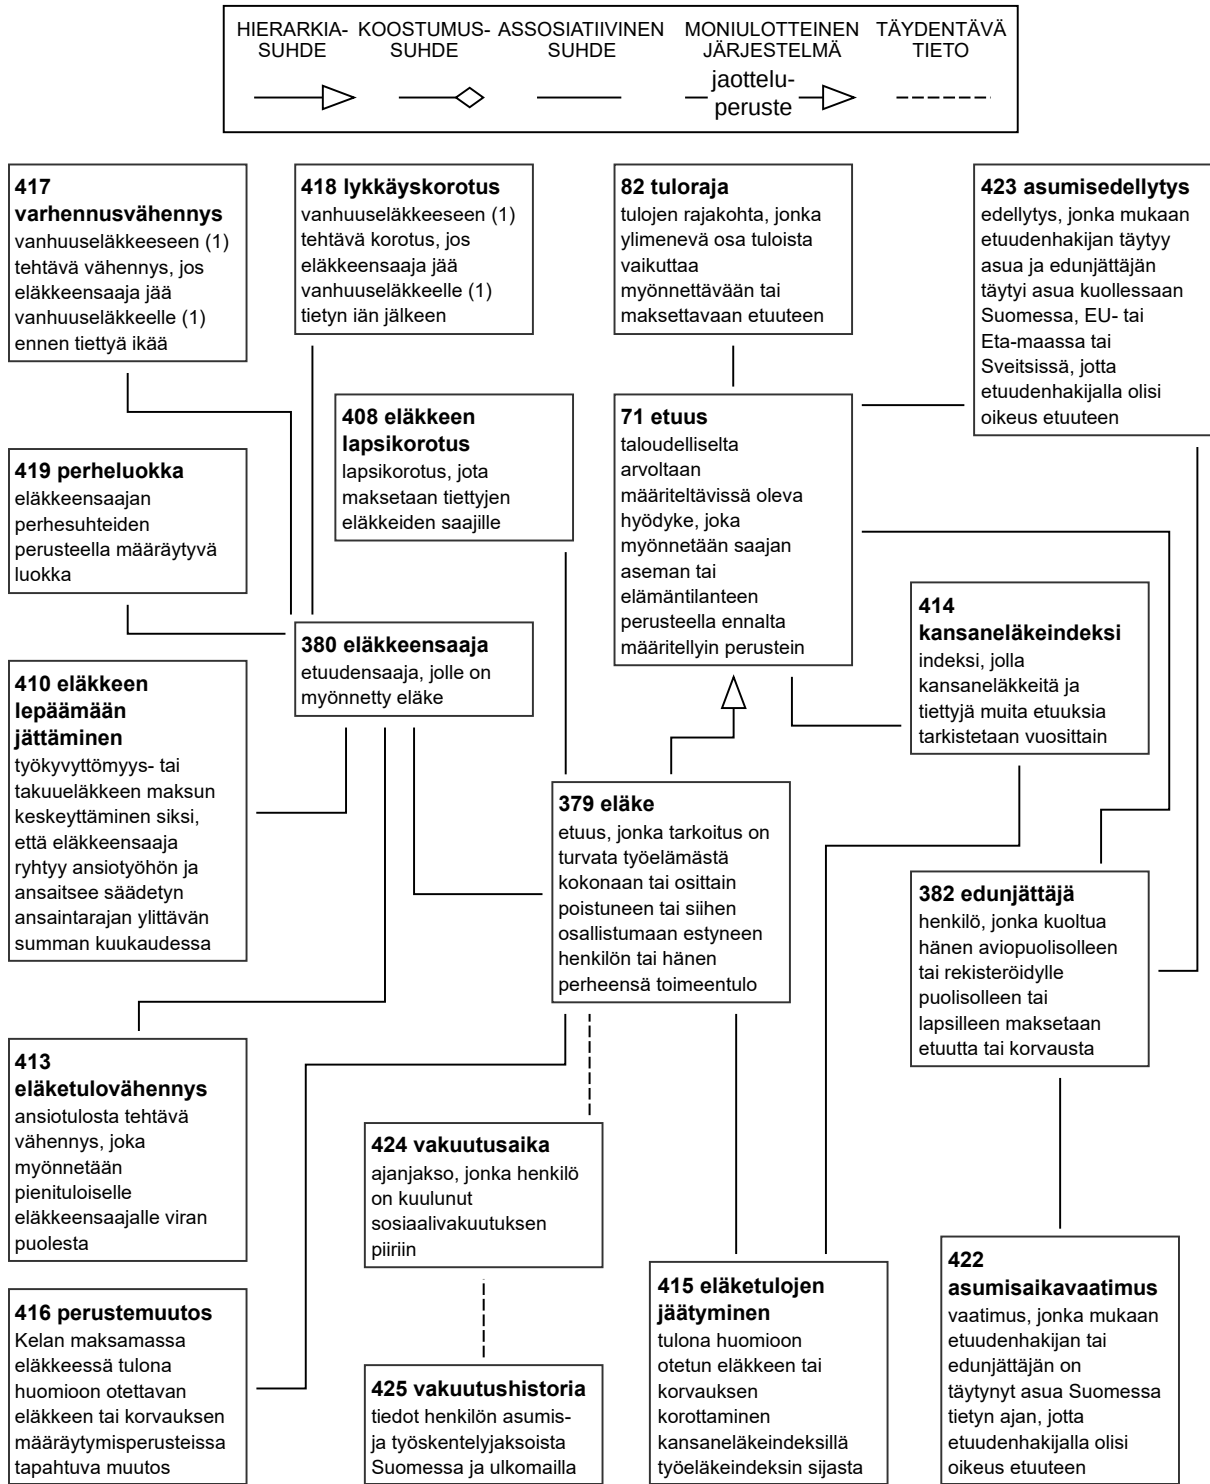 HIERARKIA-
SUHDE
KOOSTUMUS-
SUHDE
ASSOSIATIIVINEN
SUHDE
MONIULOTTEINEN
JÄRJESTELMÄ
TÄYDENTÄVÄ
TIETO
jaottelu-
peruste
417
varhennusvähennys
vanhuuseläkkeeseen (1)
tehtävä vähennys, jos
eläkkeensaaja jää
vanhuuseläkkeelle (1)
ennen tiettyä ikää
418 lykkäyskorotus
vanhuuseläkkeeseen (1)
tehtävä korotus, jos
eläkkeensaaja jää
vanhuuseläkkeelle (1)
tietyn iän jälkeen
82 tuloraja
tulojen rajakohta, jonka
ylimenevä osa tuloista
vaikuttaa
myönnettävään tai
maksettavaan etuuteen
423 asumisedellytys
edellytys, jonka mukaan
etuudenhakijan täytyy
asua ja edunjättäjän
täytyi asua kuollessaan
Suomessa, EU- tai
Eta-maassa tai
Sveitsissä, jotta
etuudenhakijalla olisi
oikeus etuuteen
408 eläkkeen
lapsikorotus
lapsikorotus, jota
maksetaan tiettyjen
eläkkeiden saajille
71 etuus
taloudelliselta
arvoltaan
määriteltävissä oleva
hyödyke, joka
myönnetään saajan
aseman tai
elämäntilanteen
perusteella ennalta
määritellyin perustein
419 perheluokka
eläkkeensaajan
perhesuhteiden
perusteella määräytyvä
luokka
414
kansaneläkeindeksi
indeksi, jolla
kansaneläkkeitä ja
tiettyjä muita etuuksia
tarkistetaan vuosittain
380 eläkkeensaaja
etuudensaaja, jolle on
myönnetty eläke
410 eläkkeen
lepäämään
jättäminen
työkyvyttömyys- tai
takuueläkkeen maksun
keskeyttäminen siksi,
että eläkkeensaaja
ryhtyy ansiotyöhön ja
ansaitsee säädetyn
ansaintarajan ylittävän
summan kuukaudessa
379 eläke
etuus, jonka tarkoitus on
turvata työelämästä
kokonaan tai osittain
poistuneen tai siihen
osallistumaan estyneen
henkilön tai hänen
perheensä toimeentulo
382 edunjättäjä
henkilö, jonka kuoltua
hänen aviopuolisolleen
tai rekisteröidylle
puolisolleen tai
lapsilleen maksetaan
etuutta tai korvausta
413
eläketulovähennys
ansiotulosta tehtävä
vähennys, joka
myönnetään
pienituloiselle
eläkkeensaajalle viran
puolesta
424 vakuutusaika
ajanjakso, jonka henkilö
on kuulunut
sosiaalivakuutuksen
piiriin
415 eläketulojen
jäätyminen
tulona huomioon
otetun eläkkeen tai
korvauksen
korottaminen
kansaneläkeindeksillä
työeläkeindeksin sijasta
422
asumisaikavaatimus
vaatimus, jonka mukaan
etuudenhakijan tai
edunjättäjän on
täytynyt asua Suomessa
tietyn ajan, jotta
etuudenhakijalla olisi
oikeus etuuteen
416 perustemuutos
Kelan maksamassa
eläkkeessä tulona
huomioon otettavan
eläkkeen tai korvauksen
määräytymisperusteissa
tapahtuva muutos
425 vakuutushistoria
tiedot henkilön asumis-
ja työskentelyjaksoista
Suomessa ja ulkomailla